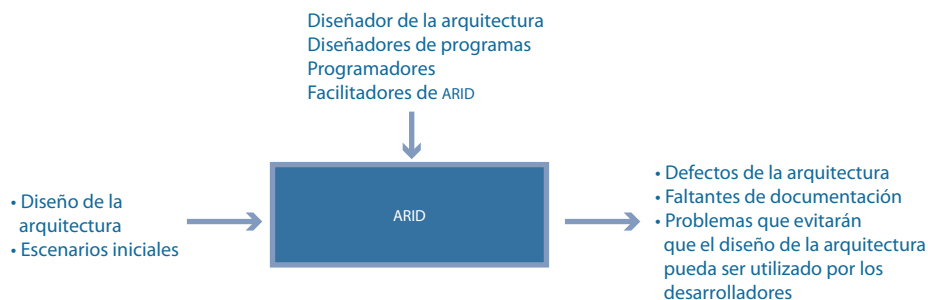 Diseñador de la arquitectura
Diseñadores de programas
Programadores
Facilitadores de ARID
• Diseño de la
arquitectura
• Escenarios iniciales
ARID
• Defectos de la arquitectura
• Faltantes de documentación
• Problemas que evitarán
que el diseño de la arquitectura
pueda ser utilizado por los
desarrolladores